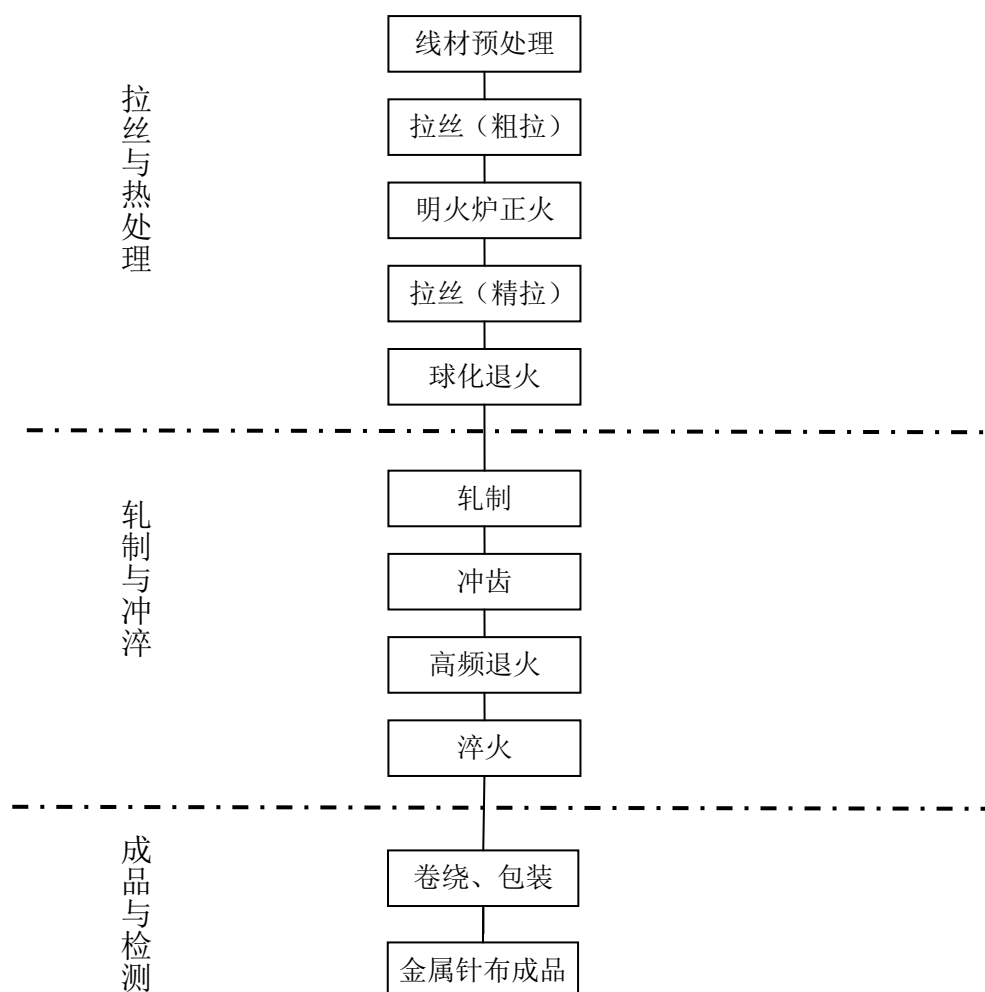 线材预处理
拉丝（粗拉）
明火炉正火
拉丝（精拉）
球化退火
拉丝与热处理
轧制
冲齿
高频退火
淬火
轧制与冲淬
卷绕、包装
金属针布成品
成品与检测